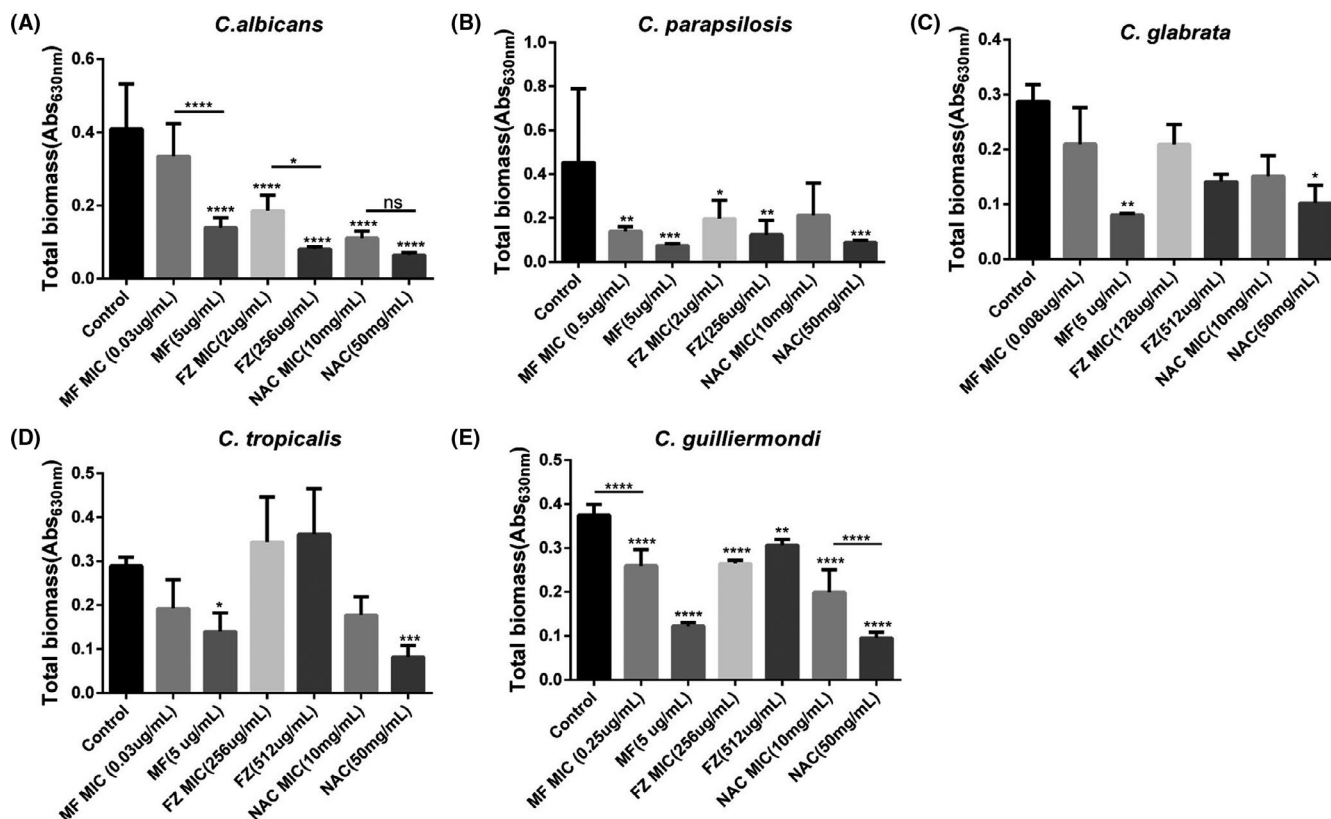 (A)
C.albicans
Total biomass(Abs630nm)
0.6
0.4
0.2
0.0
****
****
****
*
****
****
ns
****
Control
MF MIC (0.03ug/mL)
MF(5ug/mL)
FZ MIC(2ug/mL)
FZ(256ug/mL)
NAC MIC(10mg/mL)
NAC(50mg/mL)
(B)
C. parapsilosis
Total biomass(Abs630nm)
1.0
0.8
0.6
0.4
0.2
0.0
**
***
*
**
***
Control
MF MIC (0.5ug/mL)
MF(5ug/mL)
FZ MIC(2ug/mL)
FZ(256ug/mL)
NAC MIC(10mg/mL)
NAC(50mg/mL)
(C)
C. glabrata
Total biomass(Abs630nm)
0.4
0.3
0.2
0.1
0.0
**
*
Control
MF MIC (0.008ug/mL)
MF(5 ug/mL)
FZ MIC(128ug/mL)
FZ(512ug/mL)
NAC MIC(10mg/mL)
NAC(50mg/mL)
(D)
C. tropicalis
Total biomass(Abs630nm)
0.5
0.4
0.3
0.2
0.1
0.0
*
***
Control
MF MIC (0.03ug/mL)
MF(5 ug/mL)
FZ MIC(256ug/mL)
FZ(512ug/mL)
NAC MIC(10mg/mL)
NAC(50mg/mL)
(E)
C. guilliermondi
Total biomass(Abs630nm)
0.5
0.4
0.3
0.2
0.1
0.0
****
****
****
****
**
****
****
****
Control
MF MIC (0.25ug/mL)
MF(5 ug/mL)
FZ MIC(256ug/mL)
FZ(512ug/mL)
NAC MIC(10mg/mL)
NAC(50mg/mL)